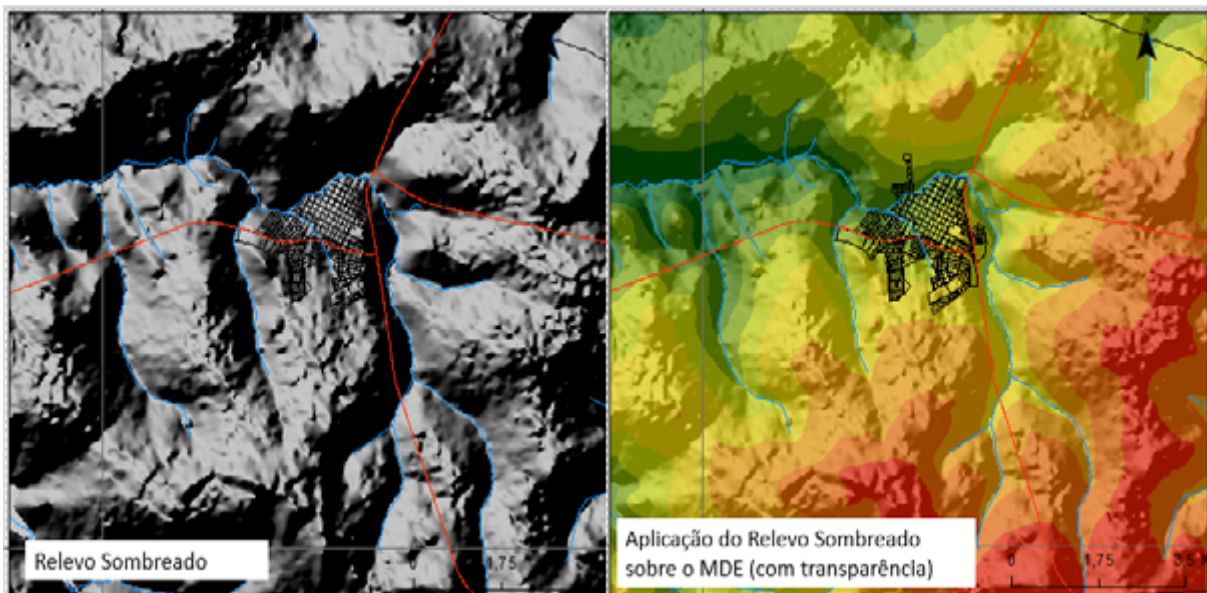 Relevo Sombreado
0 1,75
Aplicação do Relevo Sombreado
sobre o MDE (com transparência)
0 1,75 3,5